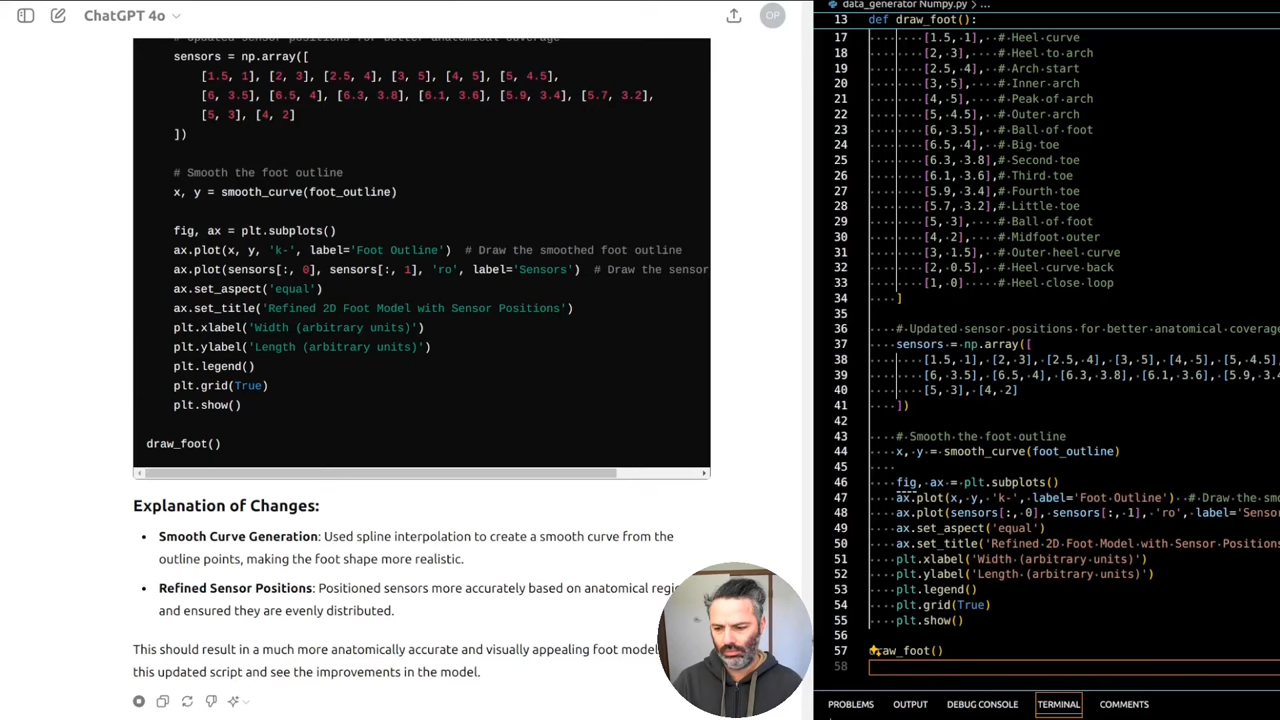 ChatGPT 4o
OP
# Updated sensor positions for better anatomical coverage
sensors = np.array([
[1.5, 1], [2, 3], [2.5, 4], [3, 5], [4, 5], [5, 4.5],
[6, 3.5], [6.5, 4], [6.3, 3.8], [6.1, 3.6], [5.9, 3.4], [5.7, 3.2],
[5, 3], [4, 2]
])
# Smooth the foot outline
x, y = smooth_curve(foot_outline)
fig, ax = plt.subplots()
ax.plot(x, y, 'k-', label='Foot Outline')  # Draw the smoothed foot outline
ax.plot(sensors[:, 0], sensors[:, 1], 'ro', label='Sensors')  # Draw the sensor
ax.set_aspect('equal')
ax.set_title('Refined 2D Foot Model with Sensor Positions')
plt.xlabel('Width (arbitrary units)')
plt.ylabel('Length (arbitrary units)')
plt.legend()
plt.grid(True)
plt.show()
draw_foot()
Explanation of Changes:
• Smooth Curve Generation: Used spline interpolation to create a smooth curve from the
outline points, making the foot shape more realistic.
• Refined Sensor Positions: Positioned sensors more accurately based on anatomical
and ensured they are evenly distributed.
This should result in a much more anatomically accurate and visually appealing foot model
this updated script and see the improvements in the model.
data_generator Numpy.py > ...
13 def draw_foot():
17 [1.5, 1], # Heel curve
18 [2, 3], # Heel to arch
19 [2.5, 4], # Arch start
20 [3, 5], # Inner arch
21 [4, 5], # Peak of arch
22 [5, 4.5], # Outer arch
23 [6, 3.5], # Ball of foot
24 [6.5, 4], # Big toe
25 [6.3, 3.8],# Second toe
26 [6.1, 3.6],# Third toe
27 [5.9, 3.4],# Fourth toe
28 [5.7, 3.2],# Little toe
29 [5, 3], # Ball of foot
30 [4, 2], # Midfoot outer
31 [3, 1.5], # Outer heel curve
32 [2, 0.5], # Heel curve back
33 [1, 0] # Heel close loop
34 ]
35
36 # Updated sensor positions for better anatomical coverage
37 sensors = np.array([
38 [1.5, 1], [2, 3], [2.5, 4], [3, 5], [4, 5], [5, 4.5],
39 [6, 3.5], [6.5, 4], [6.3, 3.8], [6.1, 3.6], [5.9, 3.4
40 [5, 3], [4, 2]
41 ])
42
43 # Smooth the foot outline
44 x, y = smooth_curve(foot_outline)
45
46 fig, ax = plt.subplots()
47 ax.plot(x, y, 'k-', label='Foot Outline')  # Draw the
48 ax.plot(sensors[:, 0], sensors[:, 1], 'ro', label='Sensor
49 ax.set_aspect('equal')
50 ax.set_title('Refined 2D Foot Model with Sensor Positions
51 plt.xlabel('Width (arbitrary units)')
52 plt.ylabel('Length (arbitrary units)')
53 plt.legend()
54 plt.grid(True)
55 plt.show()
56
57 draw_foot()
58
PROBLEMS OUTPUT DEBUG CONSOLE TERMINAL COMMENTS